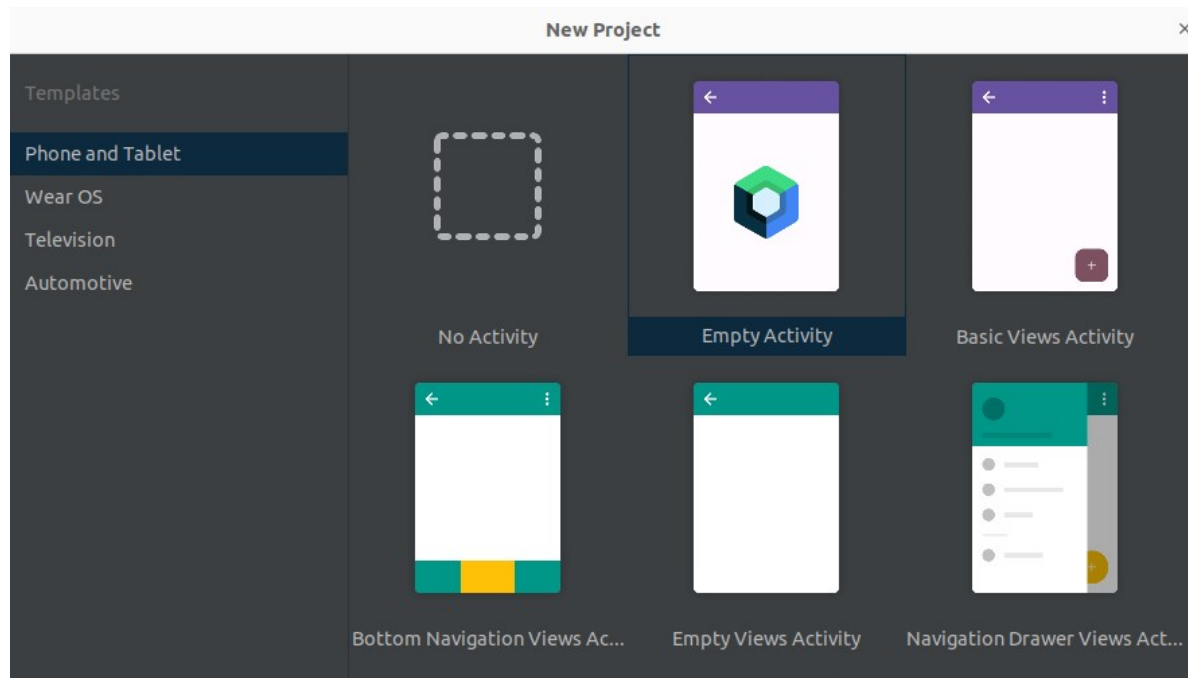 New Project
Templates
Phone and Tablet
Wear OS
Television
Automotive
No Activity
Empty Activity
Basic Views Activity
Bottom Navigation Views Ac...
Empty Views Activity
Navigation Drawer Views Act...